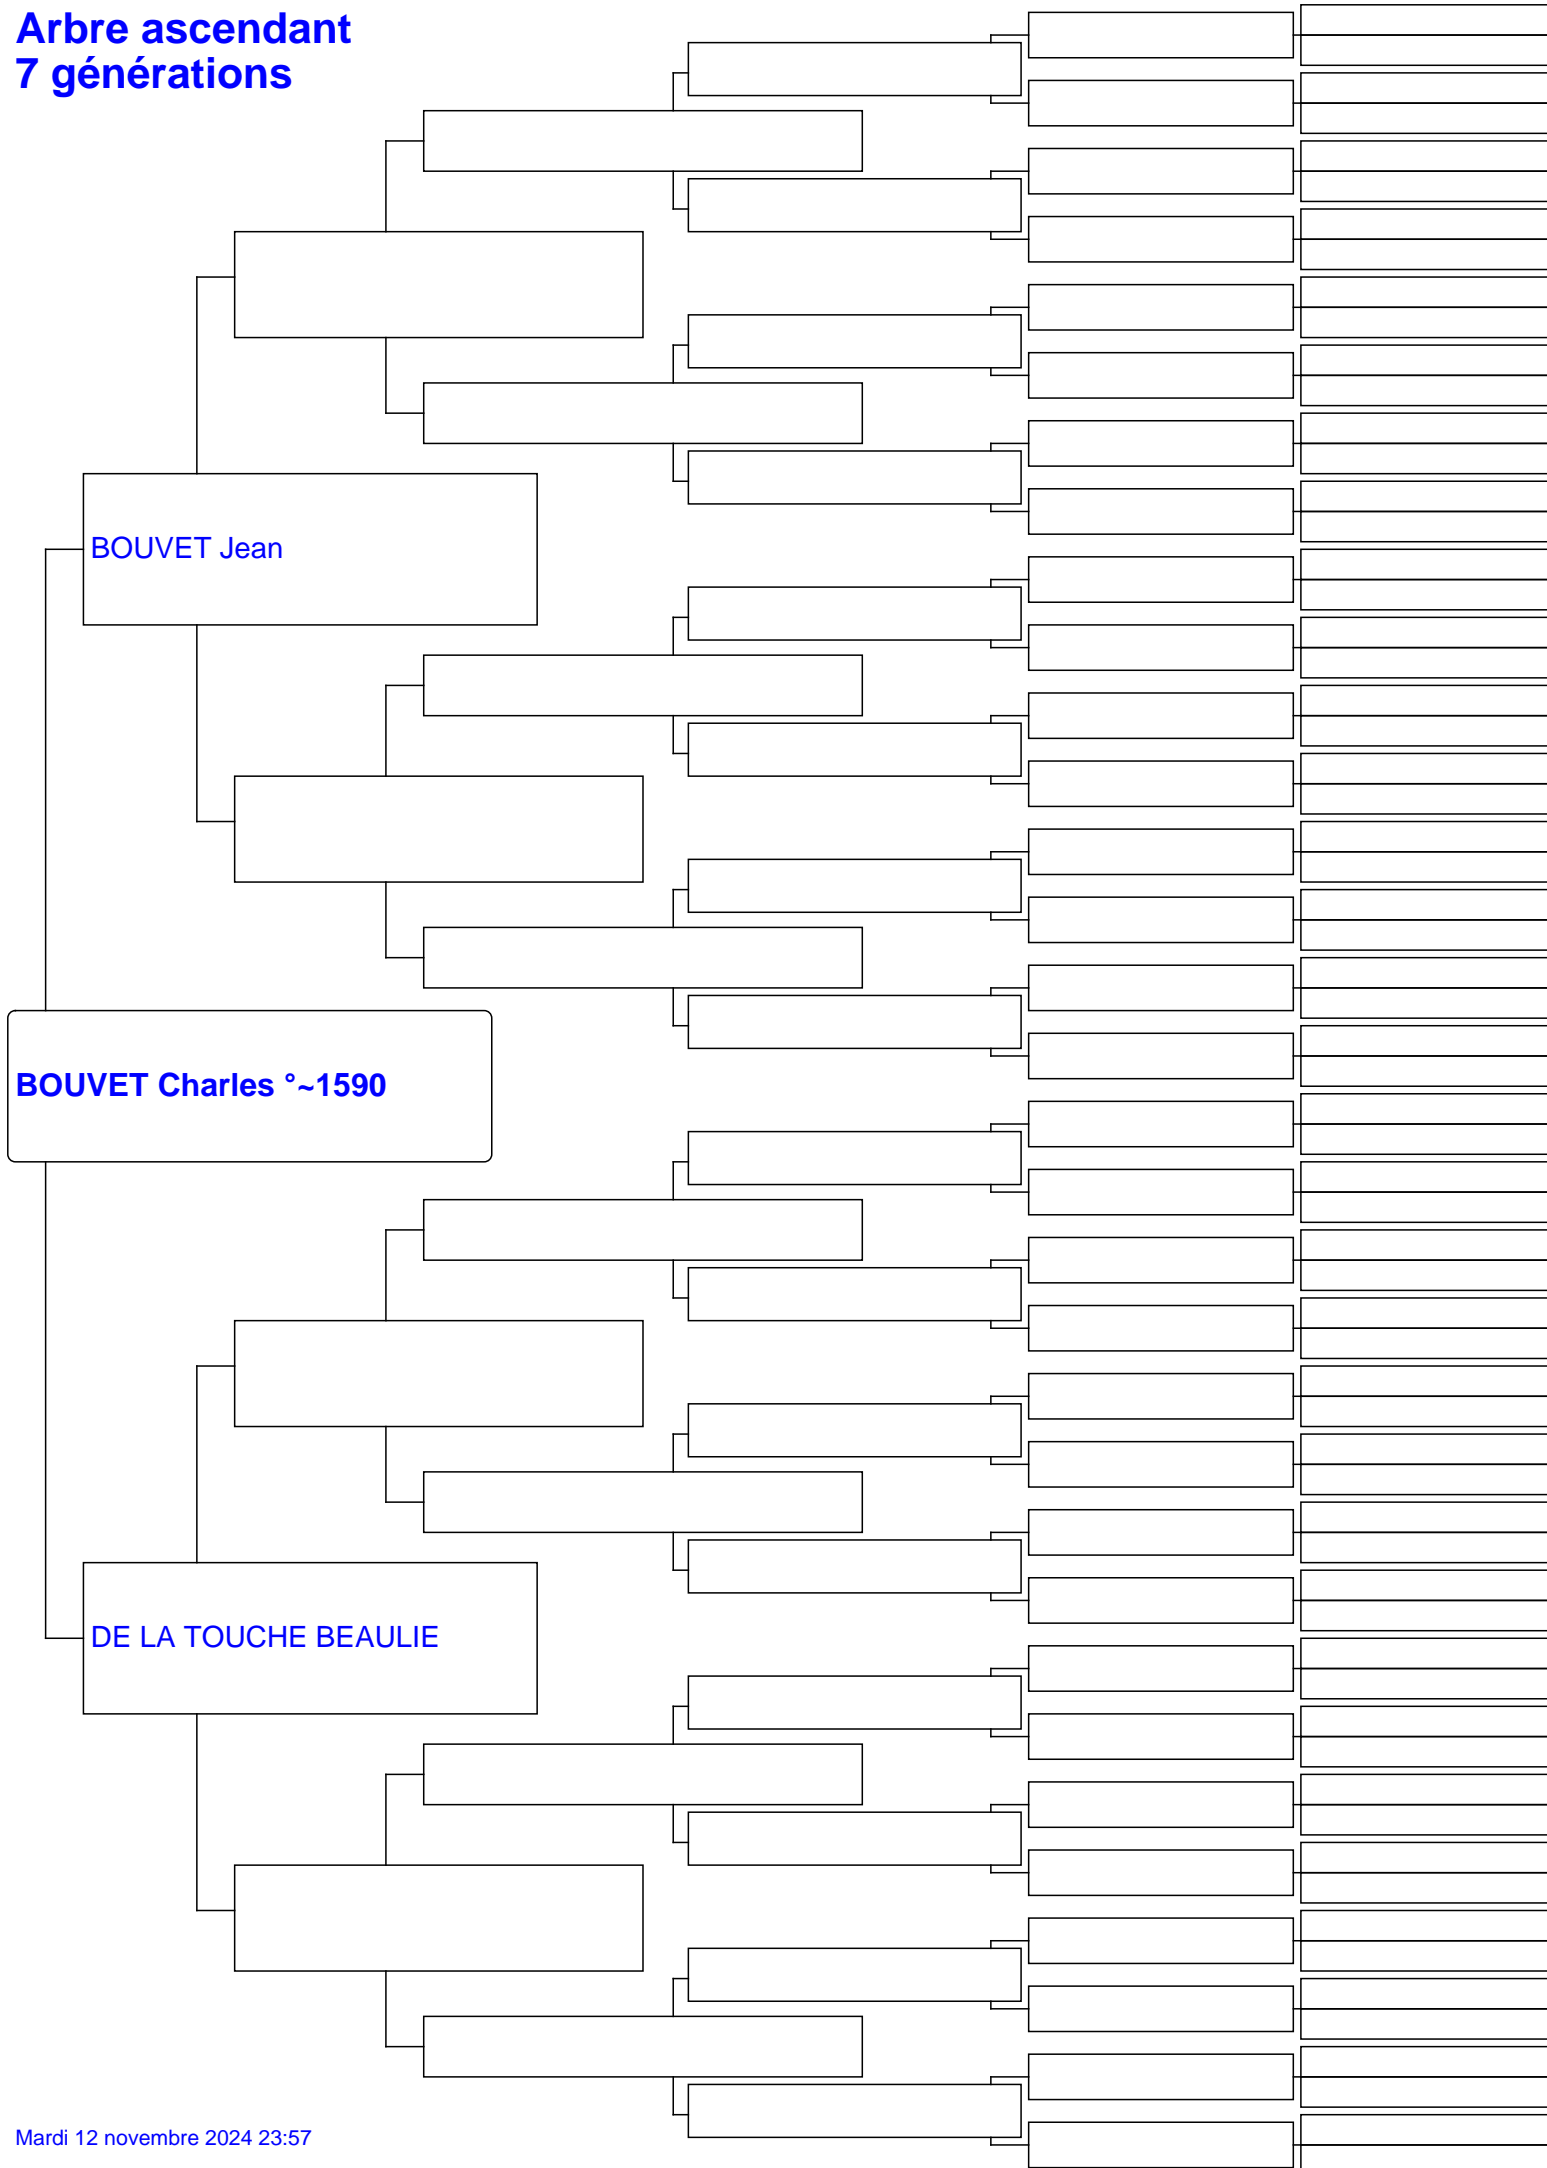 Arbre ascendant
7 générations
BOUVET Jean
BOUVET Charles °~1590
DE LA TOUCHE BEAULIE
Mardi 12 novembre 2024 23:57